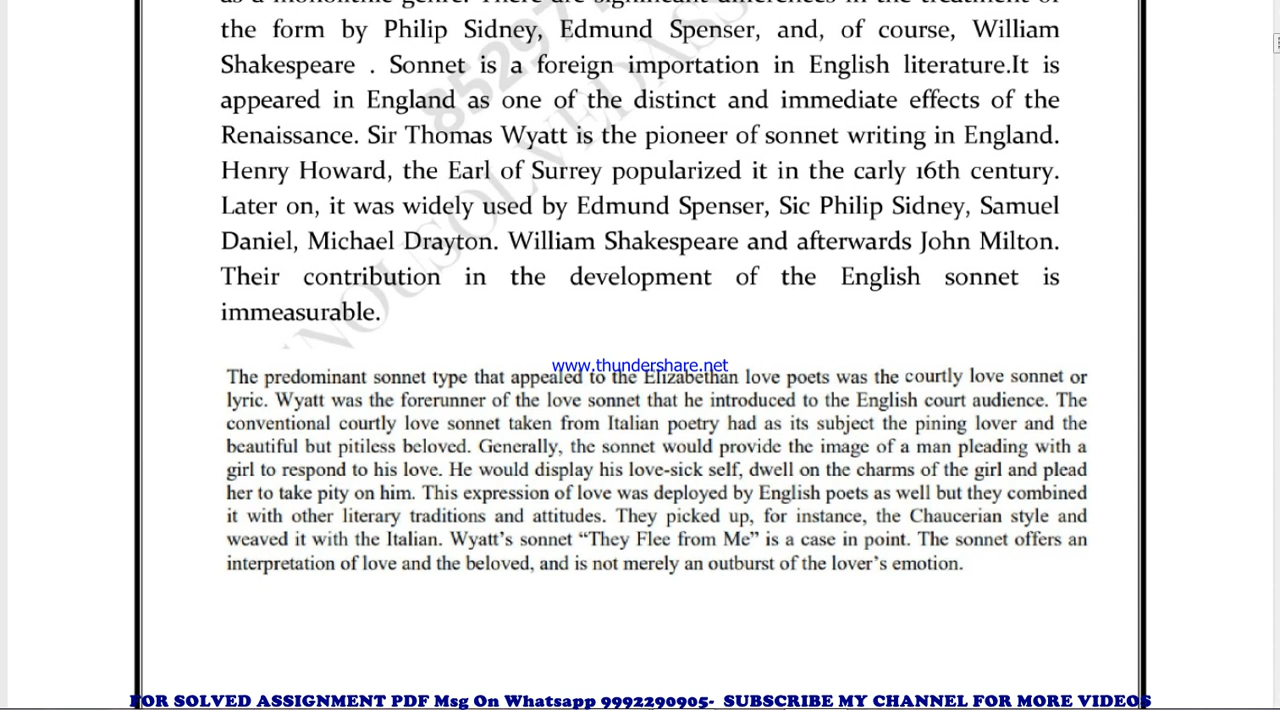 the form by Philip Sidney, Edmund Spenser, and, of course, William
Shakespeare . Sonnet is a foreign importation in English literature.It is
appeared in England as one of the distinct and immediate effects of the
Renaissance. Sir Thomas Wyatt is the pioneer of sonnet writing in England.
Henry Howard, the Earl of Surrey popularized it in the carly 16th century.
Later on, it was widely used by Edmund Spenser, Sic Philip Sidney, Samuel
Daniel, Michael Drayton. William Shakespeare and afterwards John Milton.
Their contribution in the development of the English sonnet is
immeasurable.
www.thundershare.net
The predominant sonnet type that appealed to the Elizabethan love poets was the courtly love sonnet or
lyric. Wyatt was the forerunner of the love sonnet that he introduced to the English court audience. The
conventional courtly love sonnet taken from Italian poetry had as its subject the pining lover and the
beautiful but pitiless beloved. Generally, the sonnet would provide the image of a man pleading with a
girl to respond to his love. He would display his love-sick self, dwell on the charms of the girl and plead
her to take pity on him. This expression of love was deployed by English poets as well but they combined
it with other literary traditions and attitudes. They picked up, for instance, the Chaucerian style and
weaved it with the Italian. Wyatt's sonnet “They Flee from Me” is a case in point. The sonnet offers an
interpretation of love and the beloved, and is not merely an outburst of the lover's emotion.
FOR SOLVED ASSIGNMENT PDF Msg On Whatsapp 9992290905- SUBSCRIBE MY CHANNEL FOR MORE VIDEOS